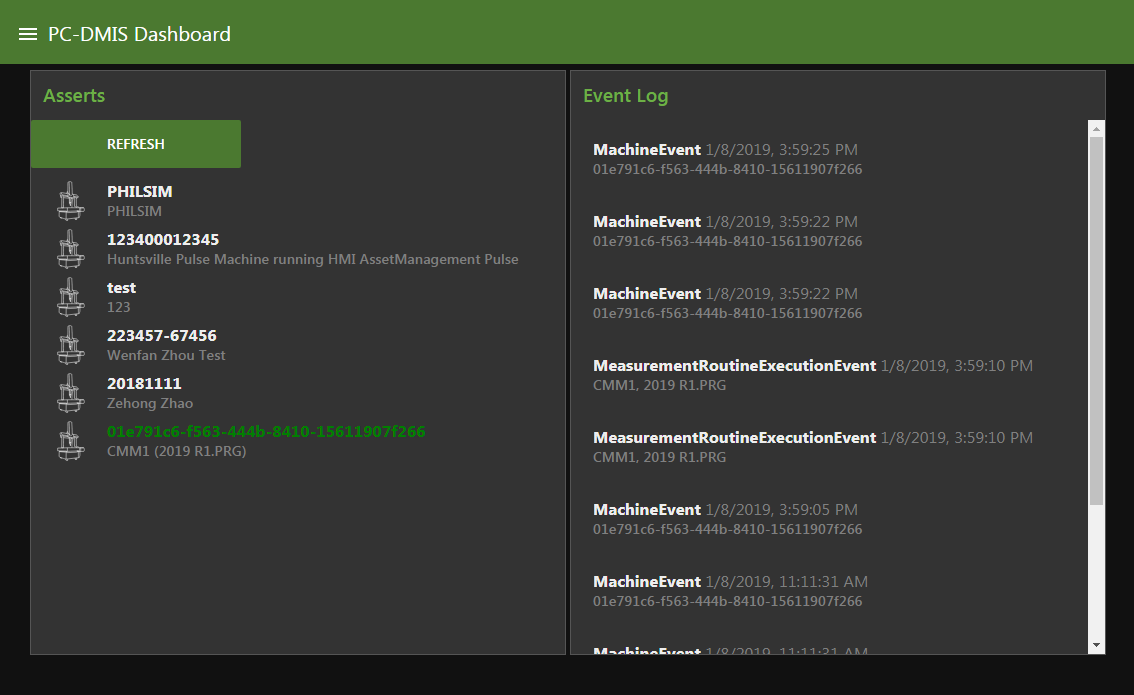 PC-DMIS Dashboard
Asserts
REFRESH
PHILSIM
PHILSIM
123400012345
Huntsville Pulse Machine running HMI AssetManagement Pulse
test
123
223457-67456
Wenfan Zhou Test
20181111
Zehong Zhao
01e791c6-f563-444b-8410-15611907f266
CMM1 (2019 R1.PRG)
Event Log
MachineEvent 1/8/2019, 3:59:25 PM
01e791c6-f563-444b-8410-15611907f266
MachineEvent 1/8/2019, 3:59:22 PM
01e791c6-f563-444b-8410-15611907f266
MachineEvent 1/8/2019, 3:59:22 PM
01e791c6-f563-444b-8410-15611907f266
MeasurementRoutineExecutionEvent 1/8/2019, 3:59:10 PM
CMM1, 2019 R1.PRG
MeasurementRoutineExecutionEvent 1/8/2019, 3:59:10 PM
CMM1, 2019 R1.PRG
MachineEvent 1/8/2019, 3:59:05 PM
01e791c6-f563-444b-8410-15611907f266
MachineEvent 1/8/2019, 11:11:31 AM
01e791c6-f563-444b-8410-15611907f266
MachineEvent 1/8/2019, 11:11:31 AM